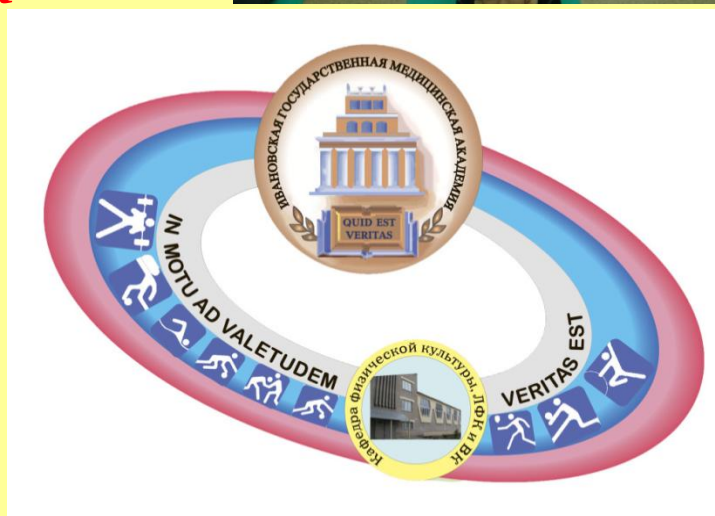 ИВАНОВСКАЯ ГОСУДАРСТВЕННАЯ МЕДИЦИНСКАЯ АКАДЕМИЯ
QUID EST
VERITAS
IN MOTU AD VALETUDEM
VERITAS EST
Кафедра физической культуры, ЛФК и ВК